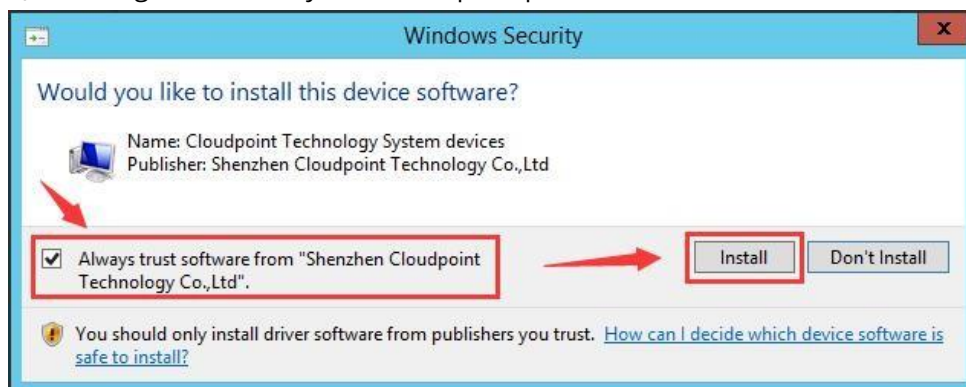 Windows Security
x
Would you like to install this device software?
Name: Cloudpoint Technology System devices
Publisher: Shenzhen Cloudpoint Technology Co.,Ltd
Always trust software from "Shenzhen Cloudpoint
Technology Co.,Ltd".
Install
Don't Install
You should only install driver software from publishers you trust. How can I decide which device software is
safe to install?